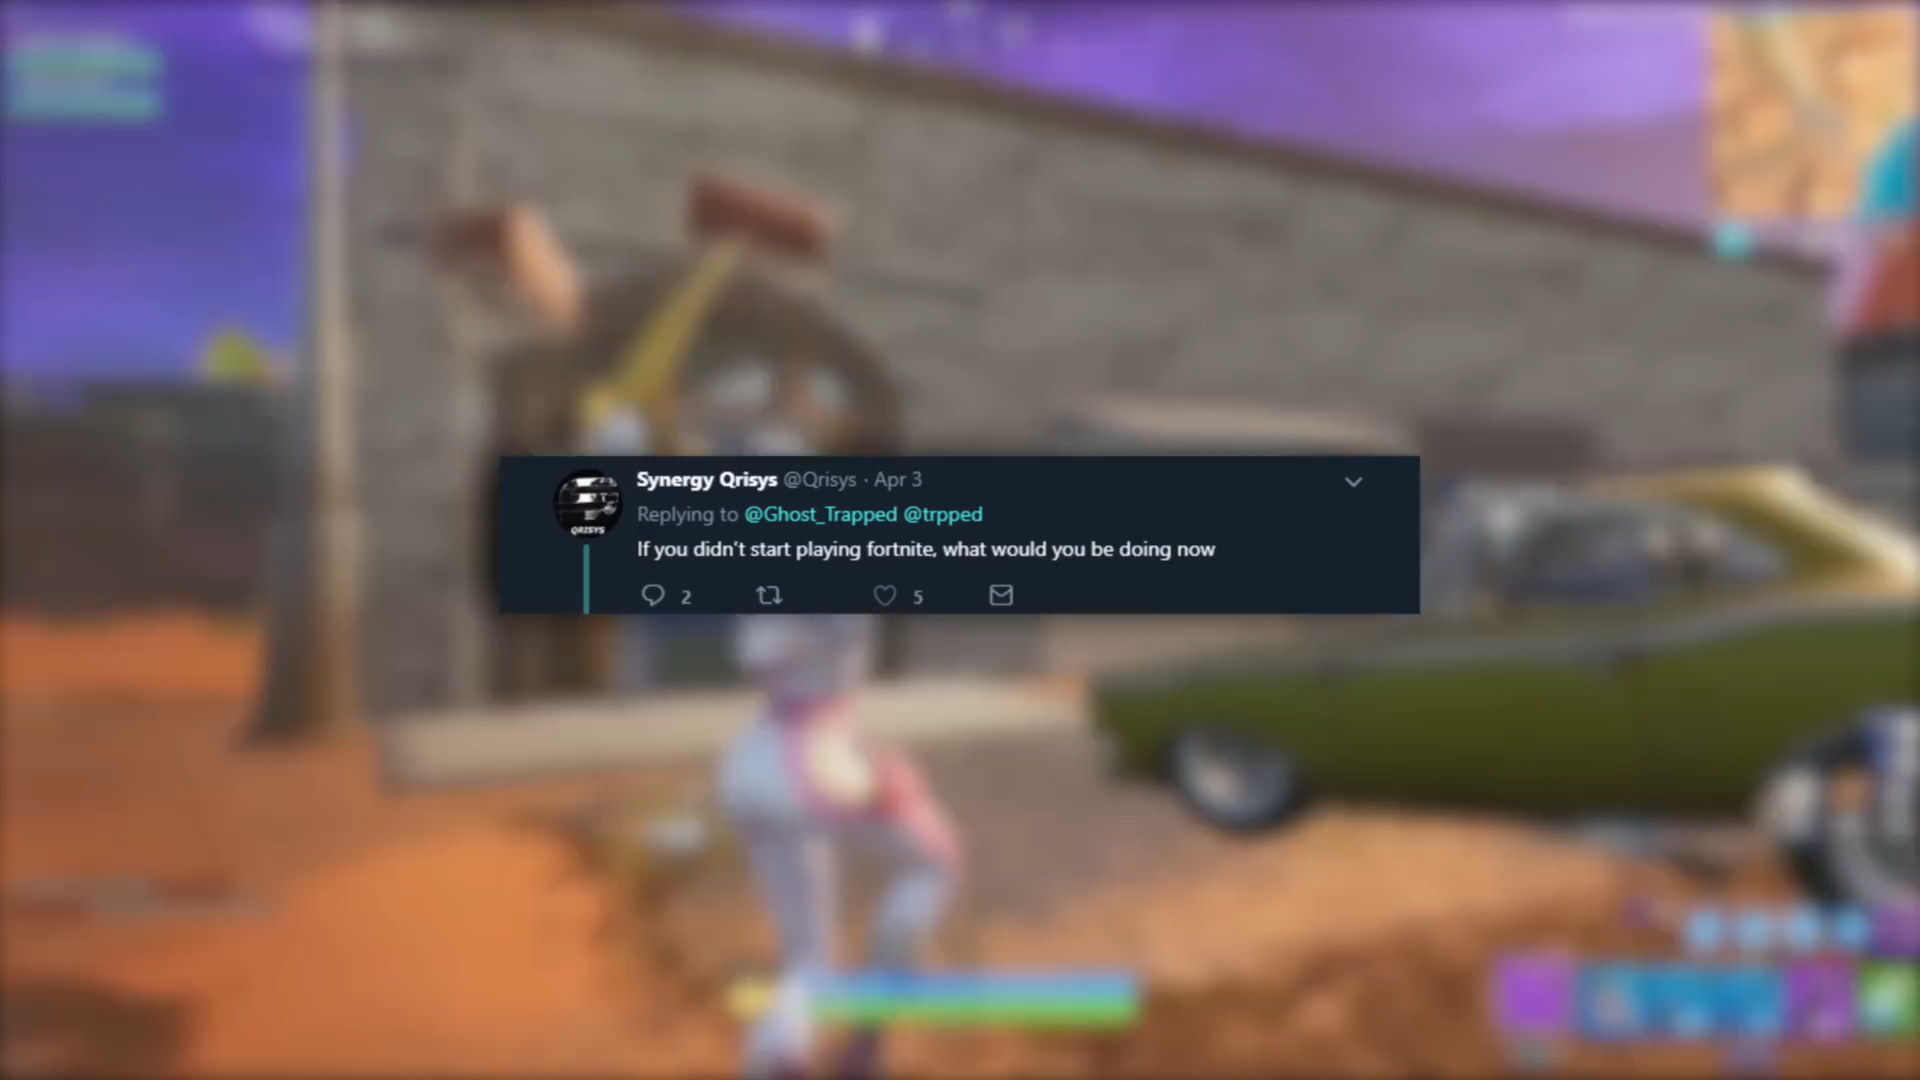 Synergy Qrisys @Qrisys · Apr 3
Replying to @Ghost_Trapped @trpped
If you didn't start playing fortnite, what would you be doing now
2 5
QRISYS